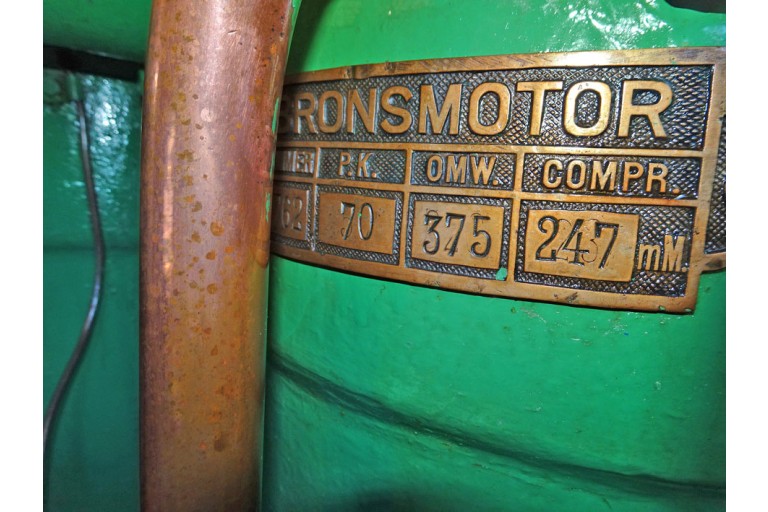 BRONSMOTOR
P.K. OMW. COMPR.
70 375 247 mM.